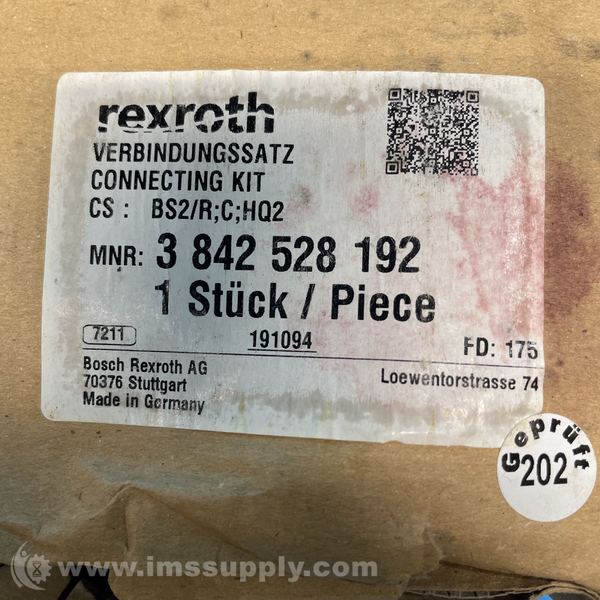 rexroth
VERBINDUNGSSATZ
CONNECTING KIT
CS : BS2/R;C;HQ2
MNR: 3 842 528 192
1 Stück / Piece
7211 191094 FD: 175
Bosch Rexroth AG
70376 Stuttgart Loewentorstrasse 74
Made in Germany
Geprüft
202
www.imssupply.com